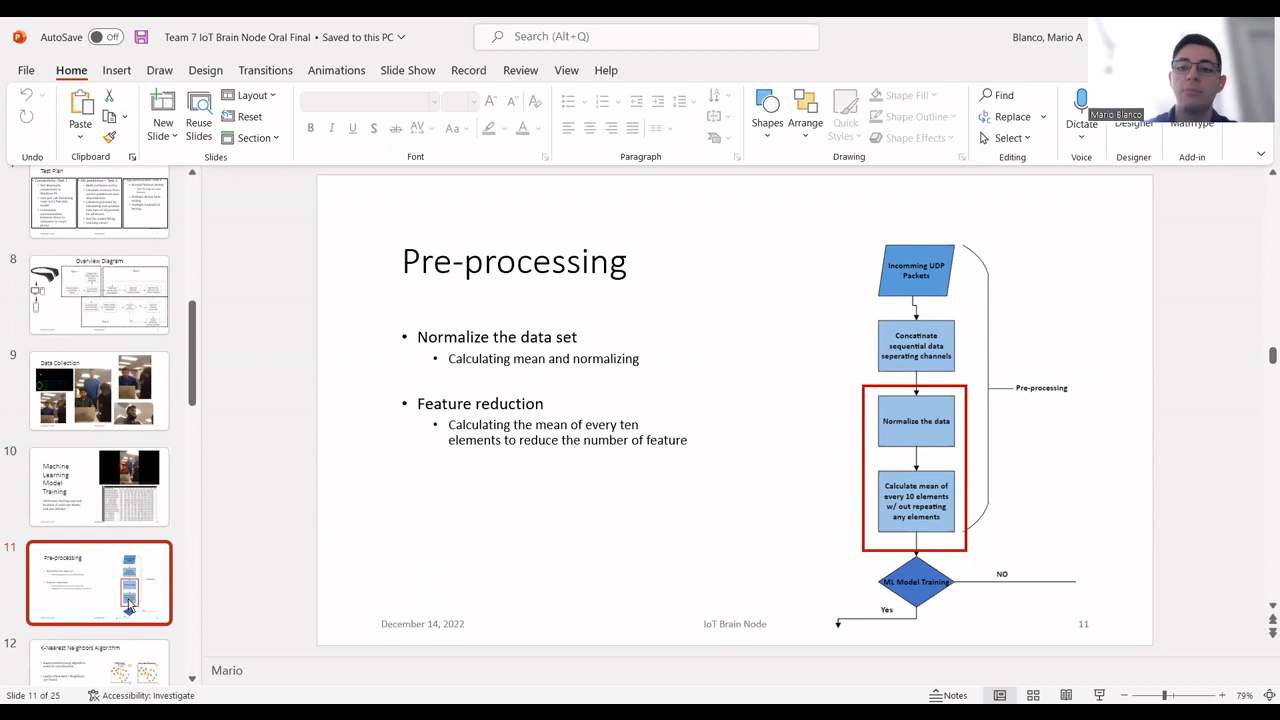 AutoSave Off Team 7 IoT Brain Node Oral Final • Saved to this PC
Search (Alt+Q)
Blanco, Mario A
File Home Insert Draw Design Transitions Animations Slide Show Record Review View Help
Paste
New
Slide
Reuse
Slides
Layout
Reset
Section
B I U S ab AV Aa A
Shapes
Arrange
Quick
Styles
Shape Fill
Shape Outline
Shape Effects
Find
Replace
Select
Dictate
Designer
Mario Blanco
Undo Clipboard Slides Font Paragraph Drawing Editing Voice Designer Add-in
Test Plan
8
Overview Diagram
9
Data Collection
10
Machine
Learning
Model
Training
11
Pre-processing
12
K-Nearest Neighbors Algorithm
Pre-processing
• Normalize the data set
• Calculating mean and normalizing
• Feature reduction
• Calculating the mean of every ten
elements to reduce the number of feature
Incomming UDP
Packets
Concatinate
sequential data
seperating channels
Normalize the data
Calculate mean of
every 10 elements
w/ out repeating
any elements
Pre-processing
ML Model Training
NO
Yes
December 14, 2022
IoT Brain Node
11
Mario
Slide 11 of 25
Accessibility: Investigate
Notes
79%